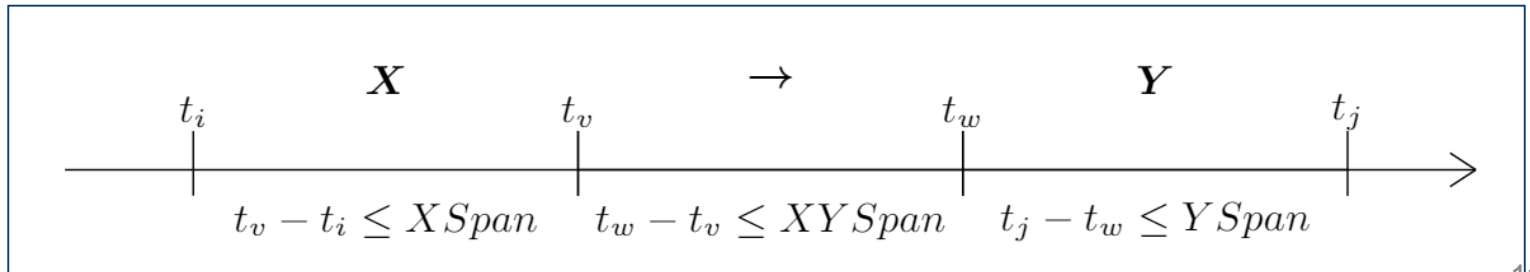 X → Y
t_i t_v t_w t_j
t_v − t_i ≤ XSpan t_w − t_v ≤ XYSpan t_j − t_w ≤ YSpan